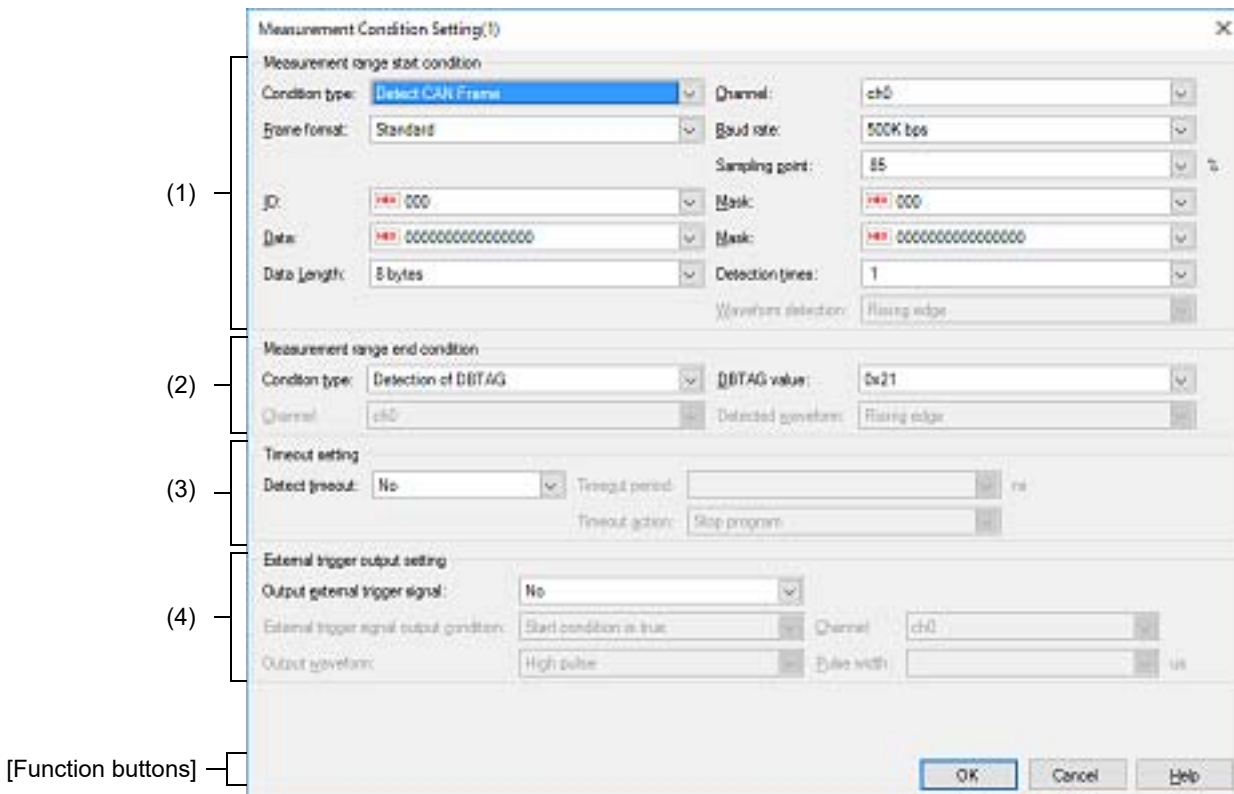 Measurement Condition Setting(1)
Measurement range start condition
Condition type: Detect CAN Frame Channel: ch0
Frame format: Standard Baud rate: 500K bps
Sampling point: 85 %
(1)
ID: HEX 000 Mask: HEX 000
Data: HEX 0000000000000000 Mask: HEX 0000000000000000
Data Length: 8 bytes Detection times: 1
Waveform detection: Rising edge
Measurement range end condition
(2) Condition type: Detection of DBTAG DBTAG value: 0x21
Channel: ch0 Detected waveform: Rising edge
Timeout setting
(3) Detect timeout: No Timeout period: ns
Timeout action: Stop program
External trigger output setting
Output external trigger signal: No
(4) External trigger signal output condition: Start condition is true Channel: ch0
Output waveform: High pulse Pulse width: us
[Function buttons] OK Cancel Help